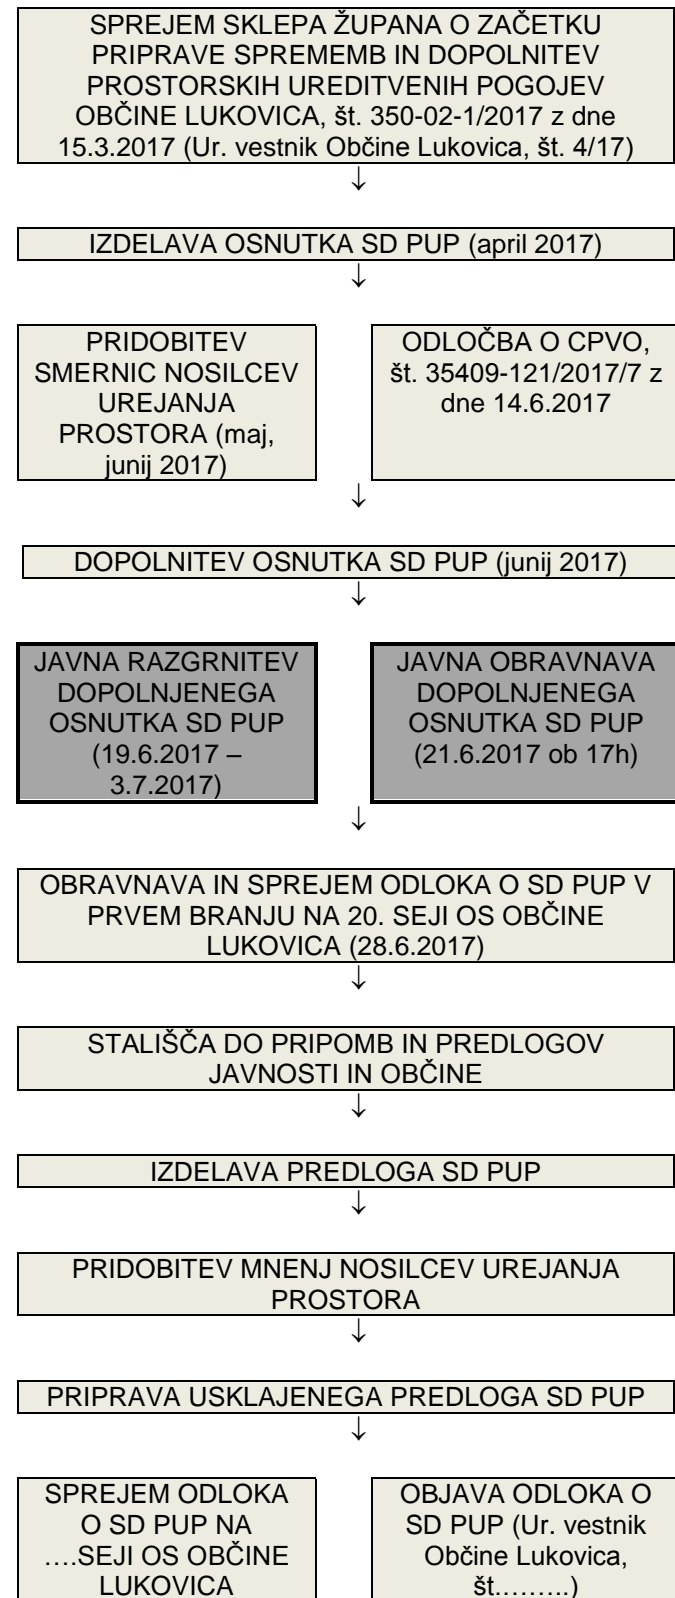 SPREJEM SKLEPA ŽUPANA O ZAČETKU
PRIPRAVE SPREMEMB IN DOPOLNITEV
PROSTORSKIH UREDITVENIH POGOJEV
OBČINE LUKOVICA, št. 350-02-1/2017 z dne
15.3.2017 (Ur. vestnik Občine Lukovica, št. 4/17)
↓
IZDELAVA OSNUTKA SD PUP (april 2017)
↓
PRIDOBITEV
SMERNIC NOSILCEV
UREJANJA
PROSTORA (maj,
junij 2017)
ODLOČBA O CPVO,
št. 35409-121/2017/7 z
dne 14.6.2017
↓
DOPOLNITEV OSNUTKA SD PUP (junij 2017)
↓
JAVNA RAZGRNITEV
DOPOLNJENEGA
OSNUTKA SD PUP
(19.6.2017 –
3.7.2017)
JAVNA OBRAVNAVA
DOPOLNJENEGA
OSNUTKA SD PUP
(21.6.2017 ob 17h)
↓
OBRAVNAVA IN SPREJEM ODLOKA O SD PUP V
PRVEM BRANJU NA 20. SEJI OS OBČINE
LUKOVICA (28.6.2017)
↓
STALIŠČA DO PRIPOMB IN PREDLOGOV
JAVNOSTI IN OBČINE
↓
IZDELAVA PREDLOGA SD PUP
↓
PRIDOBITEV MNENJ NOSILCEV UREJANJA
PROSTORA
↓
PRIPRAVA USKLAJENEGA PREDLOGA SD PUP
↓
SPREJEM ODLOKA
O SD PUP NA
….SEJI OS OBČINE
LUKOVICA
OBJAVA ODLOKA O
SD PUP (Ur. vestnik
Občine Lukovica,
št.……..)